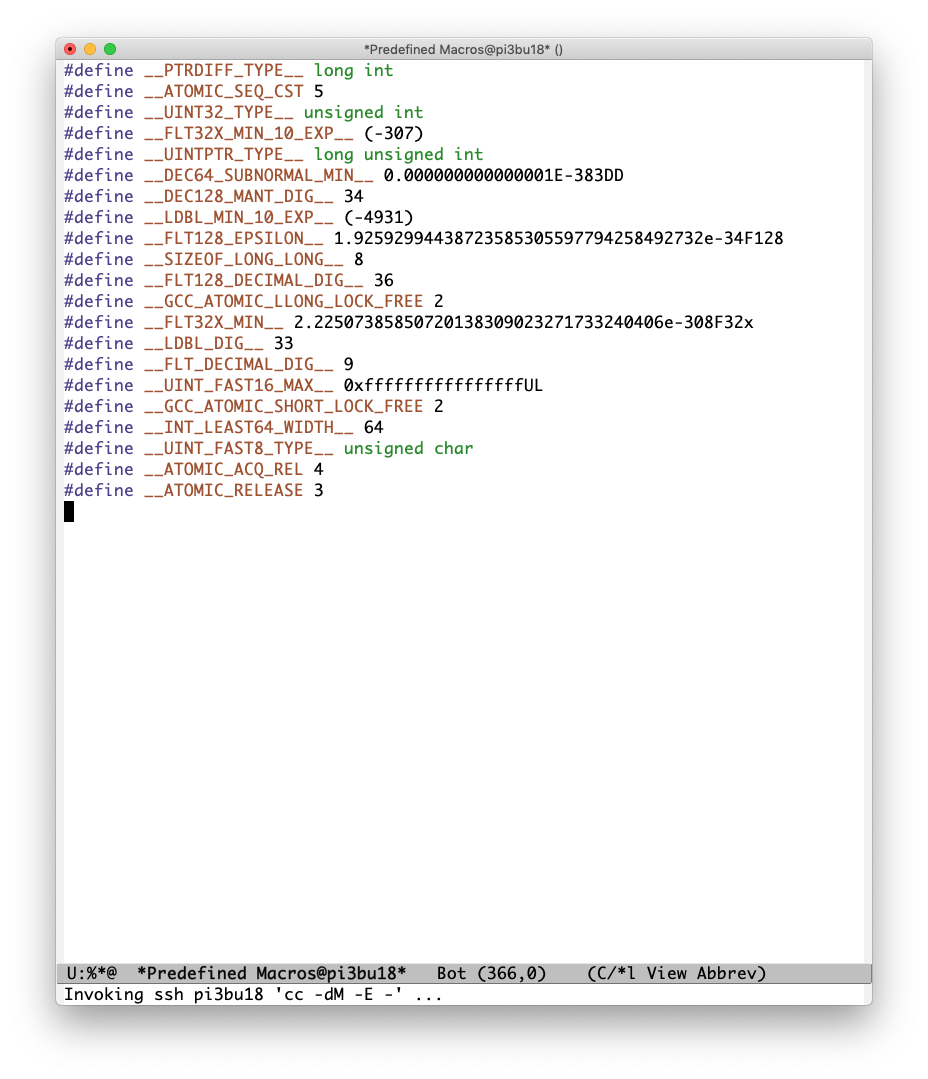 *Predefined Macros@pi3bu18* ()
#define __PTRDIFF_TYPE__ long int
#define __ATOMIC_SEQ_CST 5
#define __UINT32_TYPE__ unsigned int
#define __FLT32X_MIN_10_EXP__ (-307)
#define __UINTPTR_TYPE__ long unsigned int
#define __DEC64_SUBNORMAL_MIN__ 0.000000000000001E-383DD
#define __DEC128_MANT_DIG__ 34
#define __LDBL_MIN_10_EXP__ (-4931)
#define __FLT128_EPSILON__ 1.92592994438723585305597794258492732e-34F128
#define __SIZEOF_LONG_LONG__ 8
#define __FLT128_DECIMAL_DIG__ 36
#define __GCC_ATOMIC_LLONG_LOCK_FREE 2
#define __FLT32X_MIN__ 2.22507385850720138309023271733240406e-308F32x
#define __LDBL_DIG__ 33
#define __FLT_DECIMAL_DIG__ 9
#define __UINT_FAST16_MAX__ 0xffffffffffffffffUL
#define __GCC_ATOMIC_SHORT_LOCK_FREE 2
#define __INT_LEAST64_WIDTH__ 64
#define __UINT_FAST8_TYPE__ unsigned char
#define __ATOMIC_ACQ_REL 4
#define __ATOMIC_RELEASE 3
U:%*@  *Predefined Macros@pi3bu18*   Bot (366,0)    (C/*l View Abbrev)
Invoking ssh pi3bu18 'cc -dM -E -' ...